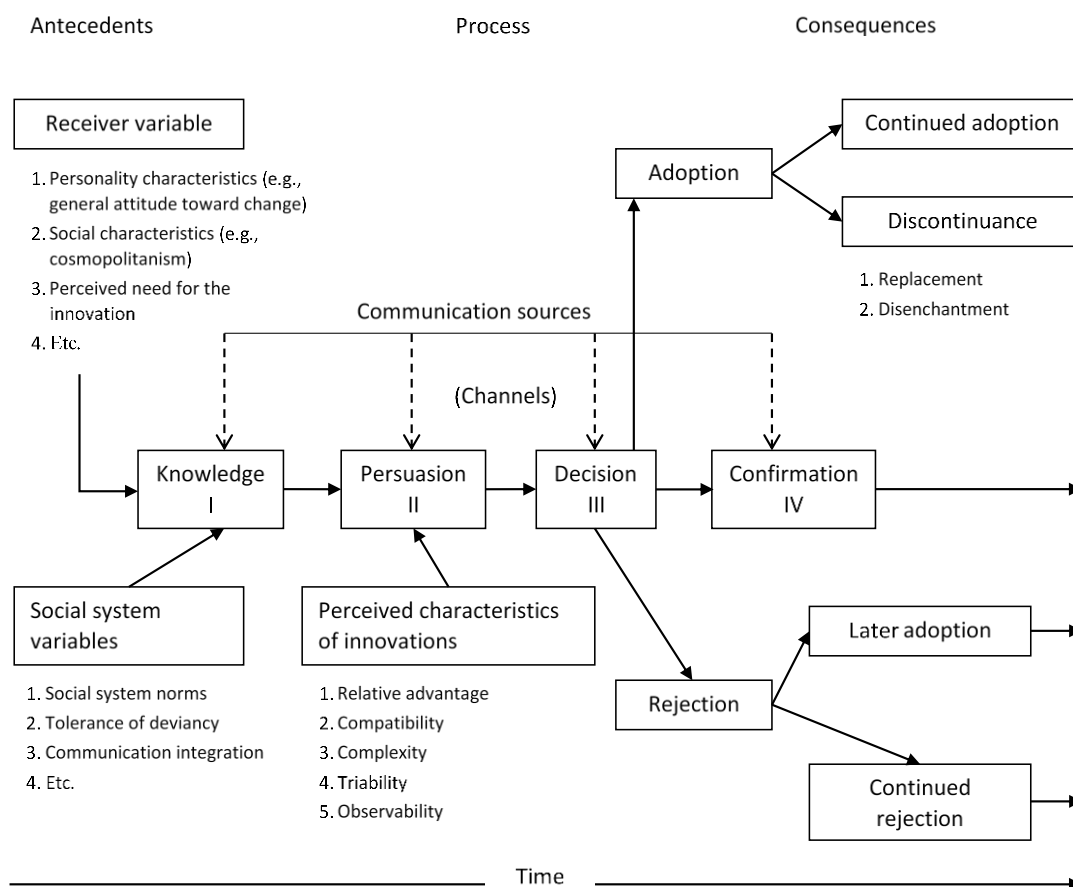 Antecedents
Process
Consequences
Receiver variable
1. Personality characteristics (e.g.,
general attitude toward change)
2. Social characteristics (e.g.,
cosmopolitanism)
3. Perceived need for the
innovation
4. Etc.
Continued adoption
Adoption
Discontinuance
1. Replacement
2. Disenchantment
Communication sources
(Channels)
Knowledge
I
Persuasion
II
Decision
III
Confirmation
IV
Social system
variables
1. Social system norms
2. Tolerance of deviancy
3. Communication integration
4. Etc.
Perceived characteristics
of innovations
1. Relative advantage
2. Compatibility
3. Complexity
4. Triability
5. Observability
Rejection
Later adoption
Continued
rejection
Time